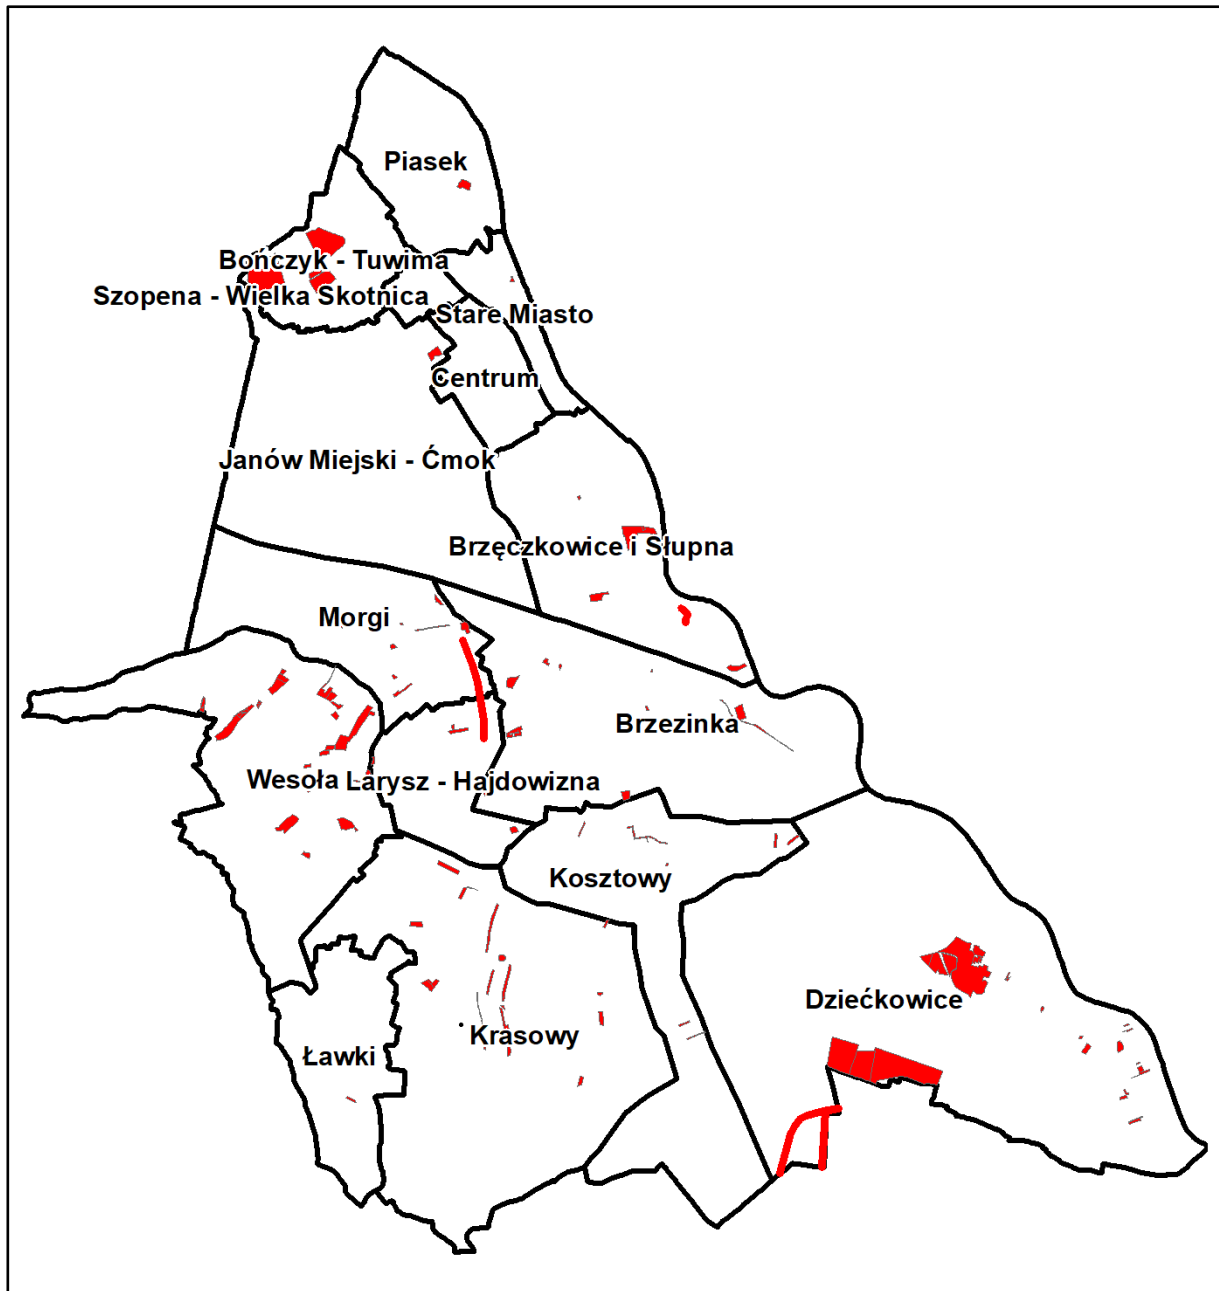 Piasek
Bończyk - Tuwima
Szopena - Wielka Skotnica
Stare Miasto
Centrum
Janów Miejski - Ćmok
Brzęczkowice i Słupna
Morgi
Brzezinka
Wesoła
Larysz - Hajdowizna
Kosztowy
Dziećkowice
Krasowy
Ławki